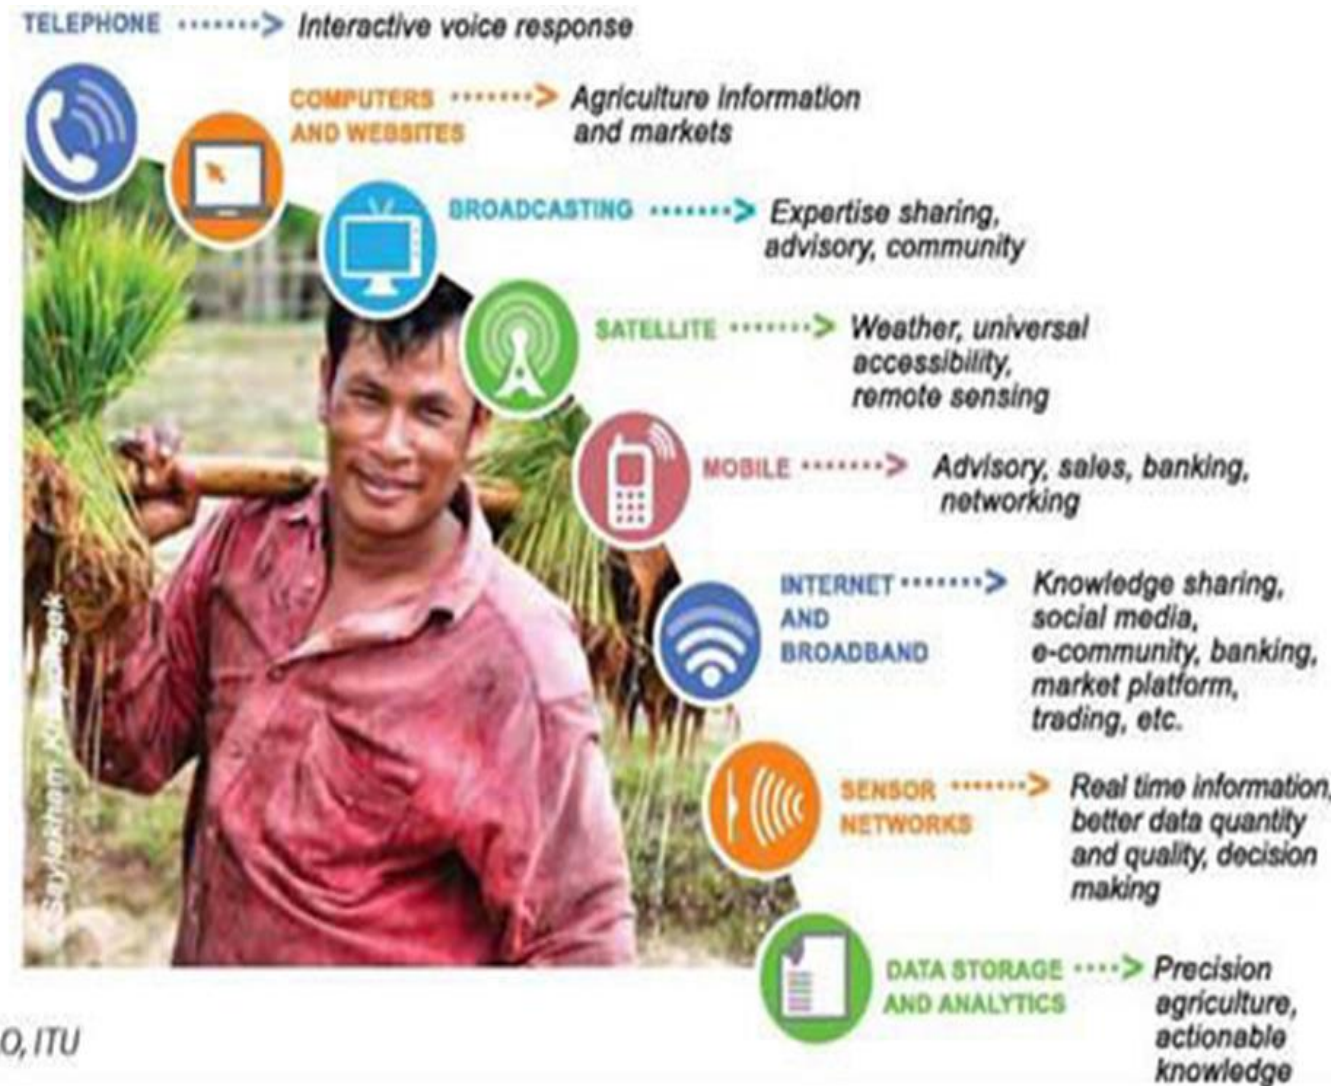 TELEPHONE Interactive voice response
COMPUTERS AND WEBSITES
Agriculture information
and markets
BROADCASTING
Expertise sharing,
advisory, community
SATELLITE
Weather, universal
accessibility,
remote sensing
MOBILE
Advisory, sales, banking,
networking
INTERNET
AND
BROADBAND
Knowledge sharing,
social media,
e-community, banking,
market platform,
trading, etc.
SENSOR
NETWORKS
Real time information,
better data quantity
and quality, decision
making
DATA STORAGE
AND ANALYTICS
Precision
agriculture,
actionable
knowledge
O, ITU